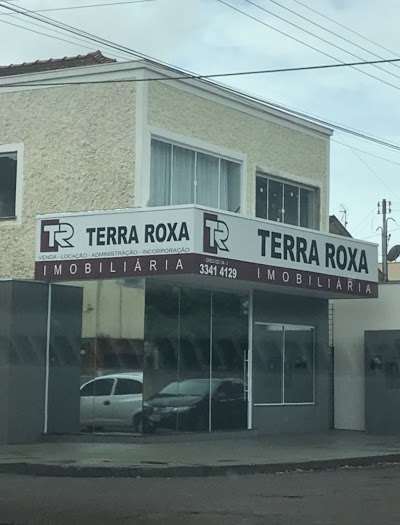 TR TERRA ROXA
VENDA - LOCAÇÃO - ADMINISTRAÇÃO - INCORPORAÇÃO
IMOBILIÁRIA
TR TERRA ROXA
3341 4129
IMOBILIÁRIA